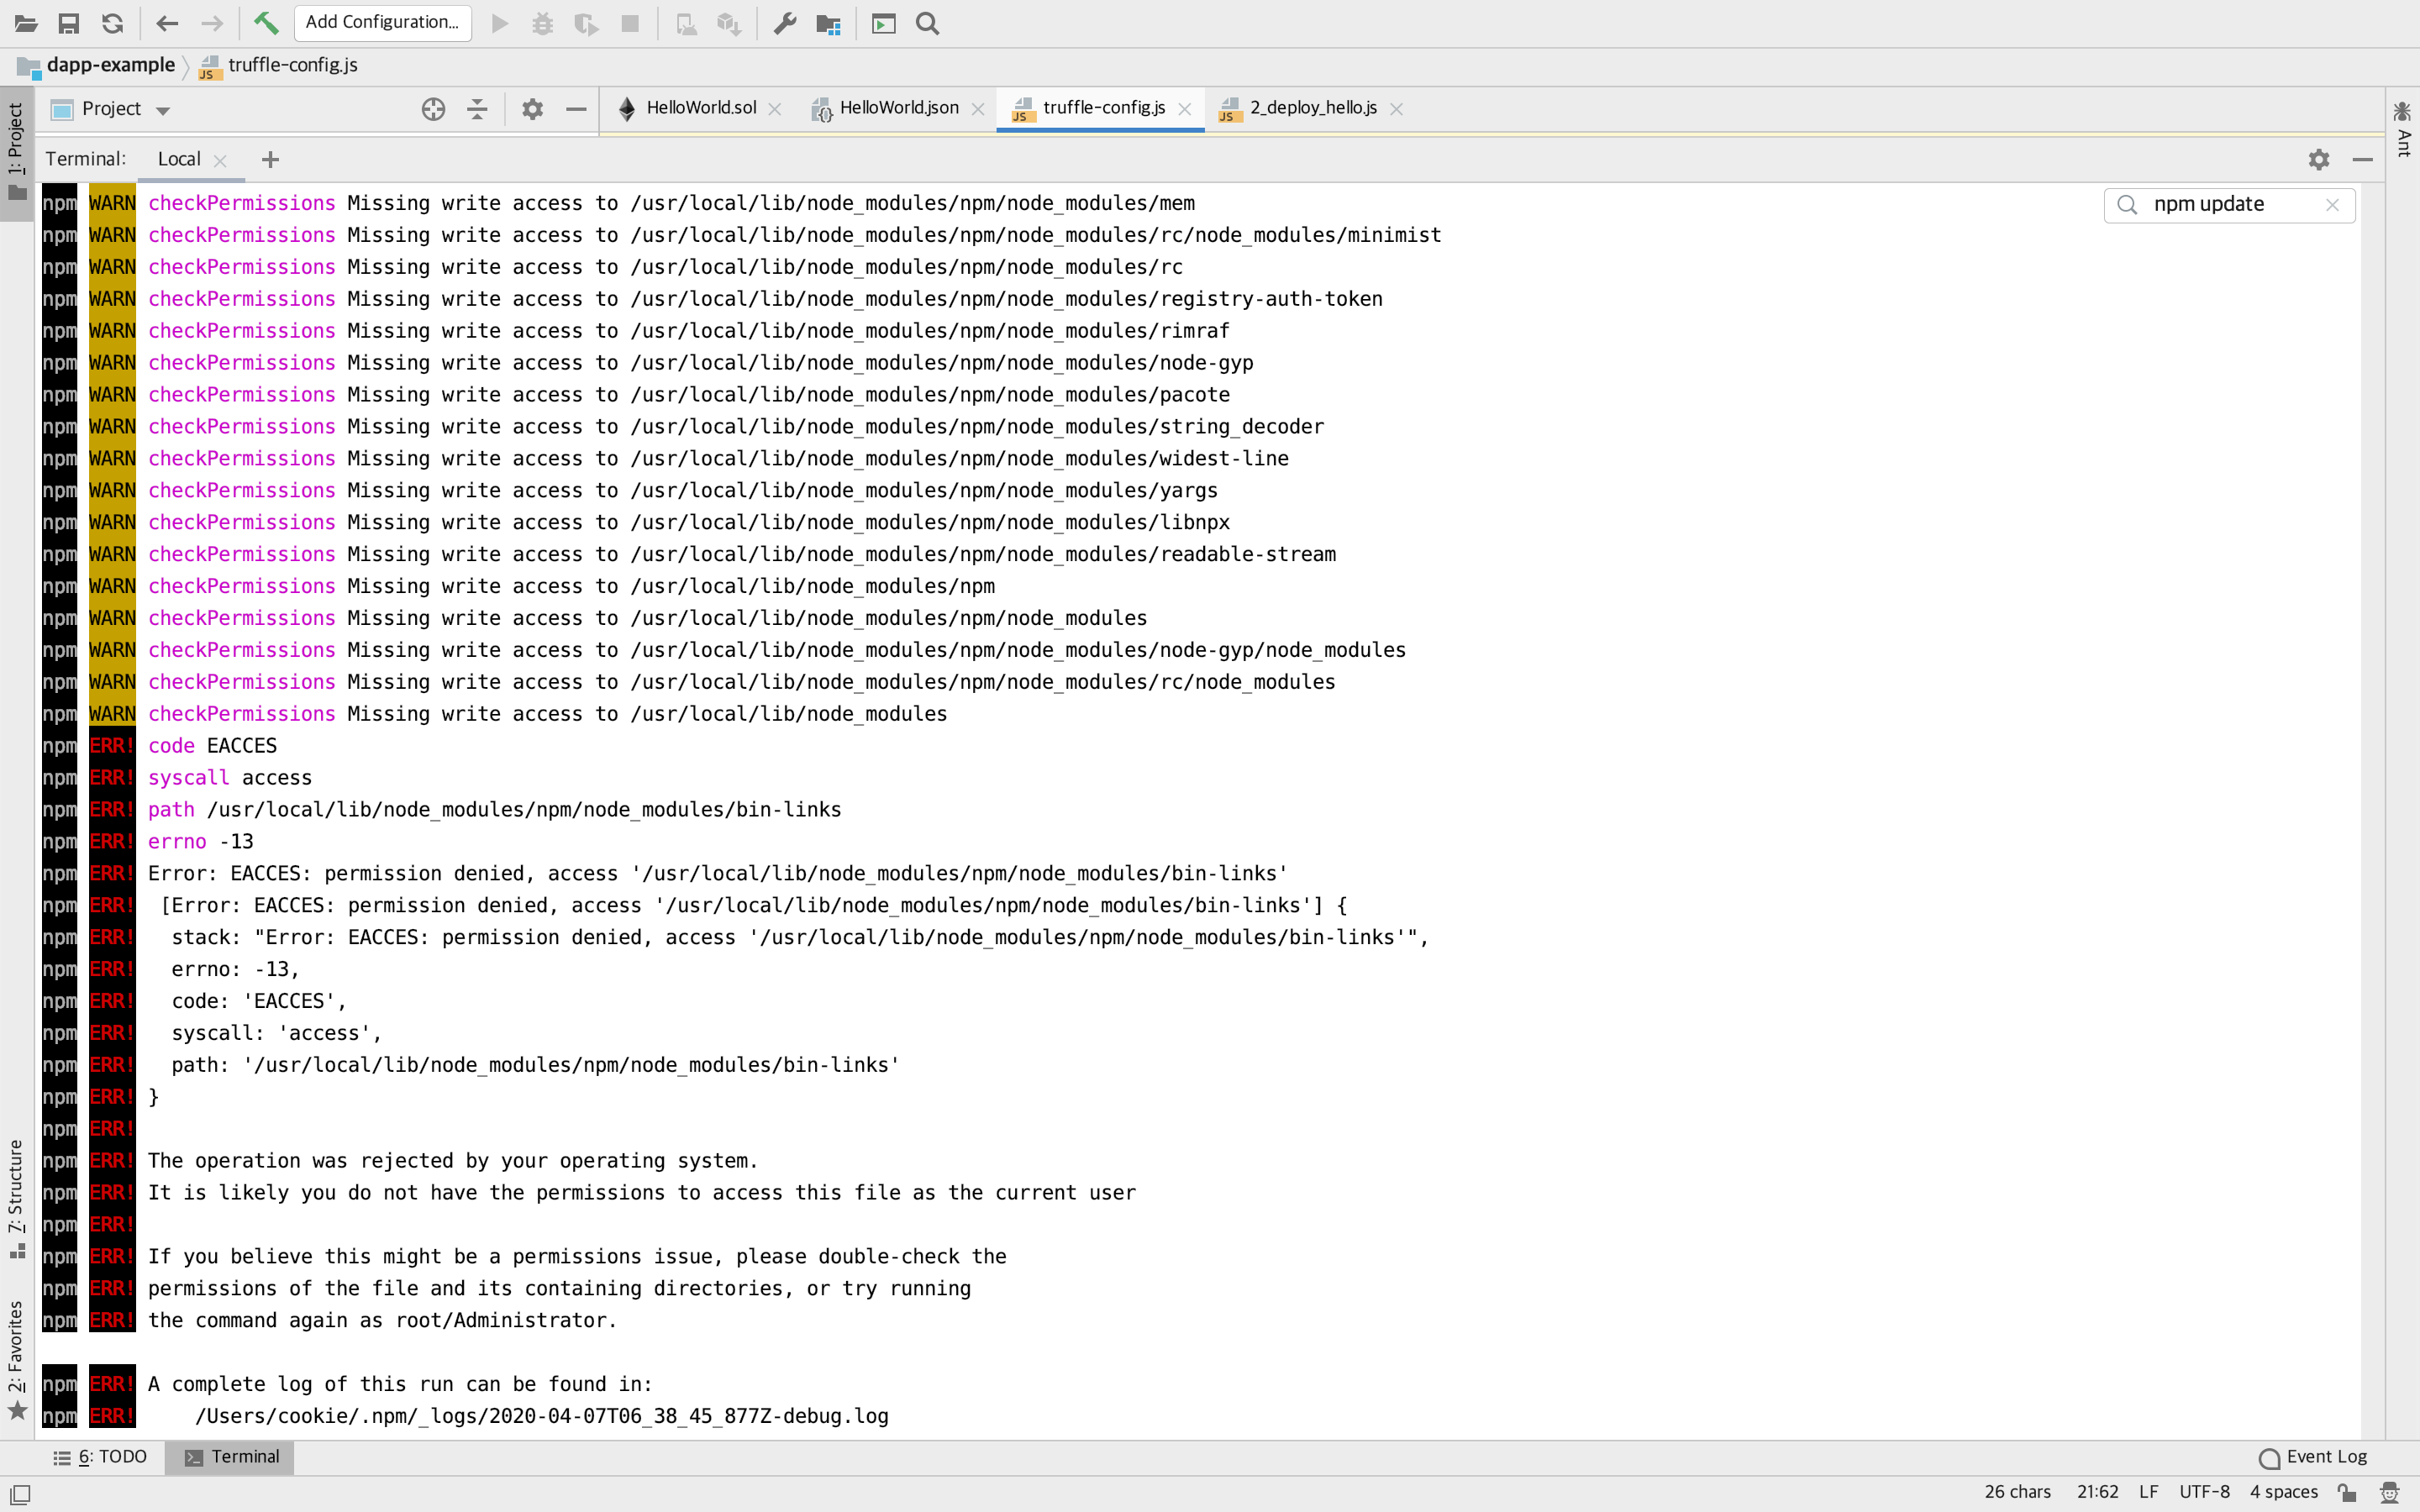 Add Configuration...
dapp-example
truffle-config.js
Project
HelloWorld.sol
HelloWorld.json
truffle-config.js
2_deploy_hello.js
1: Project
Ant
Terminal:
Local
npm update
npm WARN checkPermissions Missing write access to /usr/local/lib/node_modules/npm/node_modules/mem
npm WARN checkPermissions Missing write access to /usr/local/lib/node_modules/npm/node_modules/rc/node_modules/minimist
npm WARN checkPermissions Missing write access to /usr/local/lib/node_modules/npm/node_modules/rc
npm WARN checkPermissions Missing write access to /usr/local/lib/node_modules/npm/node_modules/registry-auth-token
npm WARN checkPermissions Missing write access to /usr/local/lib/node_modules/npm/node_modules/rimraf
npm WARN checkPermissions Missing write access to /usr/local/lib/node_modules/npm/node_modules/node-gyp
npm WARN checkPermissions Missing write access to /usr/local/lib/node_modules/npm/node_modules/pacote
npm WARN checkPermissions Missing write access to /usr/local/lib/node_modules/npm/node_modules/string_decoder
npm WARN checkPermissions Missing write access to /usr/local/lib/node_modules/npm/node_modules/widest-line
npm WARN checkPermissions Missing write access to /usr/local/lib/node_modules/npm/node_modules/yargs
npm WARN checkPermissions Missing write access to /usr/local/lib/node_modules/npm/node_modules/libnpx
npm WARN checkPermissions Missing write access to /usr/local/lib/node_modules/npm/node_modules/readable-stream
npm WARN checkPermissions Missing write access to /usr/local/lib/node_modules/npm
npm WARN checkPermissions Missing write access to /usr/local/lib/node_modules/npm/node_modules
npm WARN checkPermissions Missing write access to /usr/local/lib/node_modules/npm/node_modules/node-gyp/node_modules
npm WARN checkPermissions Missing write access to /usr/local/lib/node_modules/npm/node_modules/rc/node_modules
npm WARN checkPermissions Missing write access to /usr/local/lib/node_modules
npm ERR! code EACCES
npm ERR! syscall access
npm ERR! path /usr/local/lib/node_modules/npm/node_modules/bin-links
npm ERR! errno -13
npm ERR! Error: EACCES: permission denied, access '/usr/local/lib/node_modules/npm/node_modules/bin-links'
npm ERR!  [Error: EACCES: permission denied, access '/usr/local/lib/node_modules/npm/node_modules/bin-links'] {
npm ERR!   stack: "Error: EACCES: permission denied, access '/usr/local/lib/node_modules/npm/node_modules/bin-links'",
npm ERR!   errno: -13,
npm ERR!   code: 'EACCES',
npm ERR!   syscall: 'access',
npm ERR!   path: '/usr/local/lib/node_modules/npm/node_modules/bin-links'
npm ERR! }
npm ERR!
npm ERR! The operation was rejected by your operating system.
npm ERR! It is likely you do not have the permissions to access this file as the current user
npm ERR!
npm ERR! If you believe this might be a permissions issue, please double-check the
npm ERR! permissions of the file and its containing directories, or try running
npm ERR! the command again as root/Administrator.
npm ERR! A complete log of this run can be found in:
npm ERR!     /Users/cookie/.npm/_logs/2020-04-07T06_38_45_877Z-debug.log
7: Structure
2: Favorites
6: TODO
Terminal
Event Log
26 chars
21:62
LF
UTF-8
4 spaces